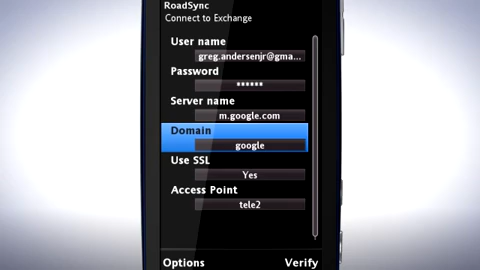 RoadSync
Connect to Exchange
User name
greg.andersenjr@gma...
Password
******
Server name
m.google.com
Domain
google
Use SSL
Yes
Access Point
tele2
Options Verify